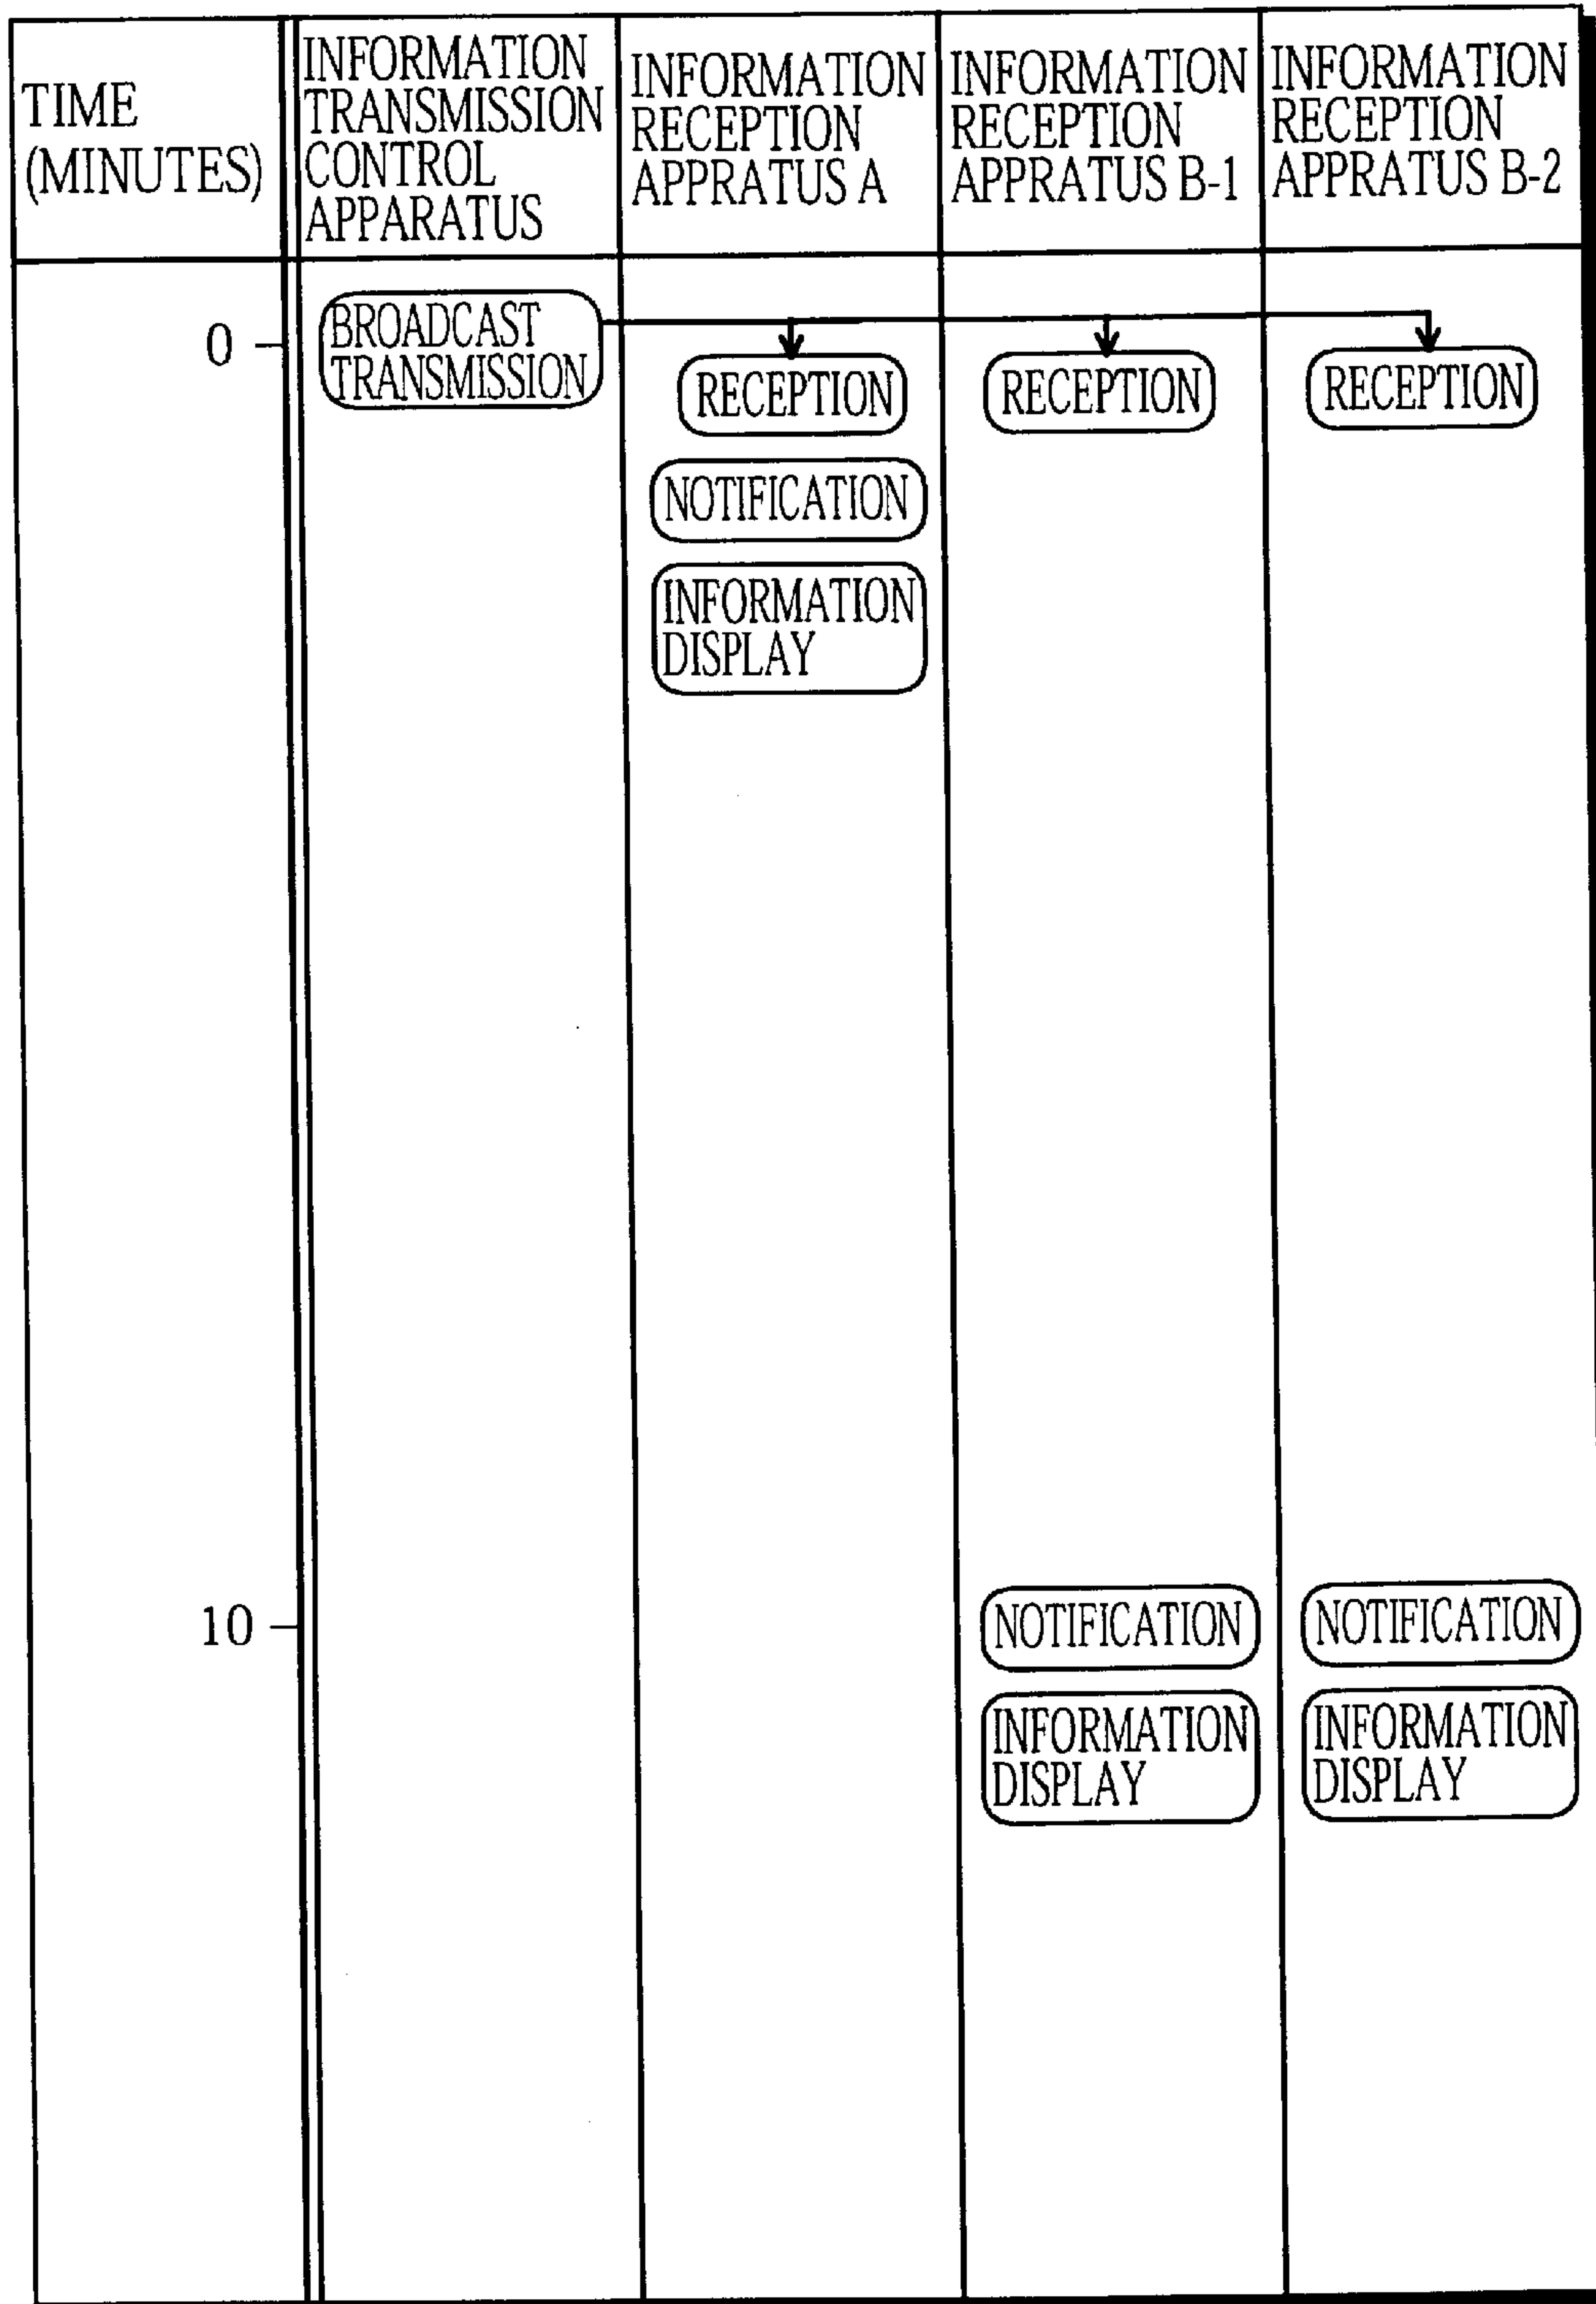 TIME
(MINUTES)
INFORMATION
TRANSMISSION
CONTROL
APPARATUS
INFORMATION
RECEPTION
APPRATUS A
INFORMATION
RECEPTION
APPRATUS B-1
INFORMATION
RECEPTION
APPRATUS B-2
0
BROADCAST
TRANSMISSION
RECEPTION
RECEPTION
RECEPTION
NOTIFICATION
INFORMATION
DISPLAY
10
NOTIFICATION
NOTIFICATION
INFORMATION
DISPLAY
INFORMATION
DISPLAY